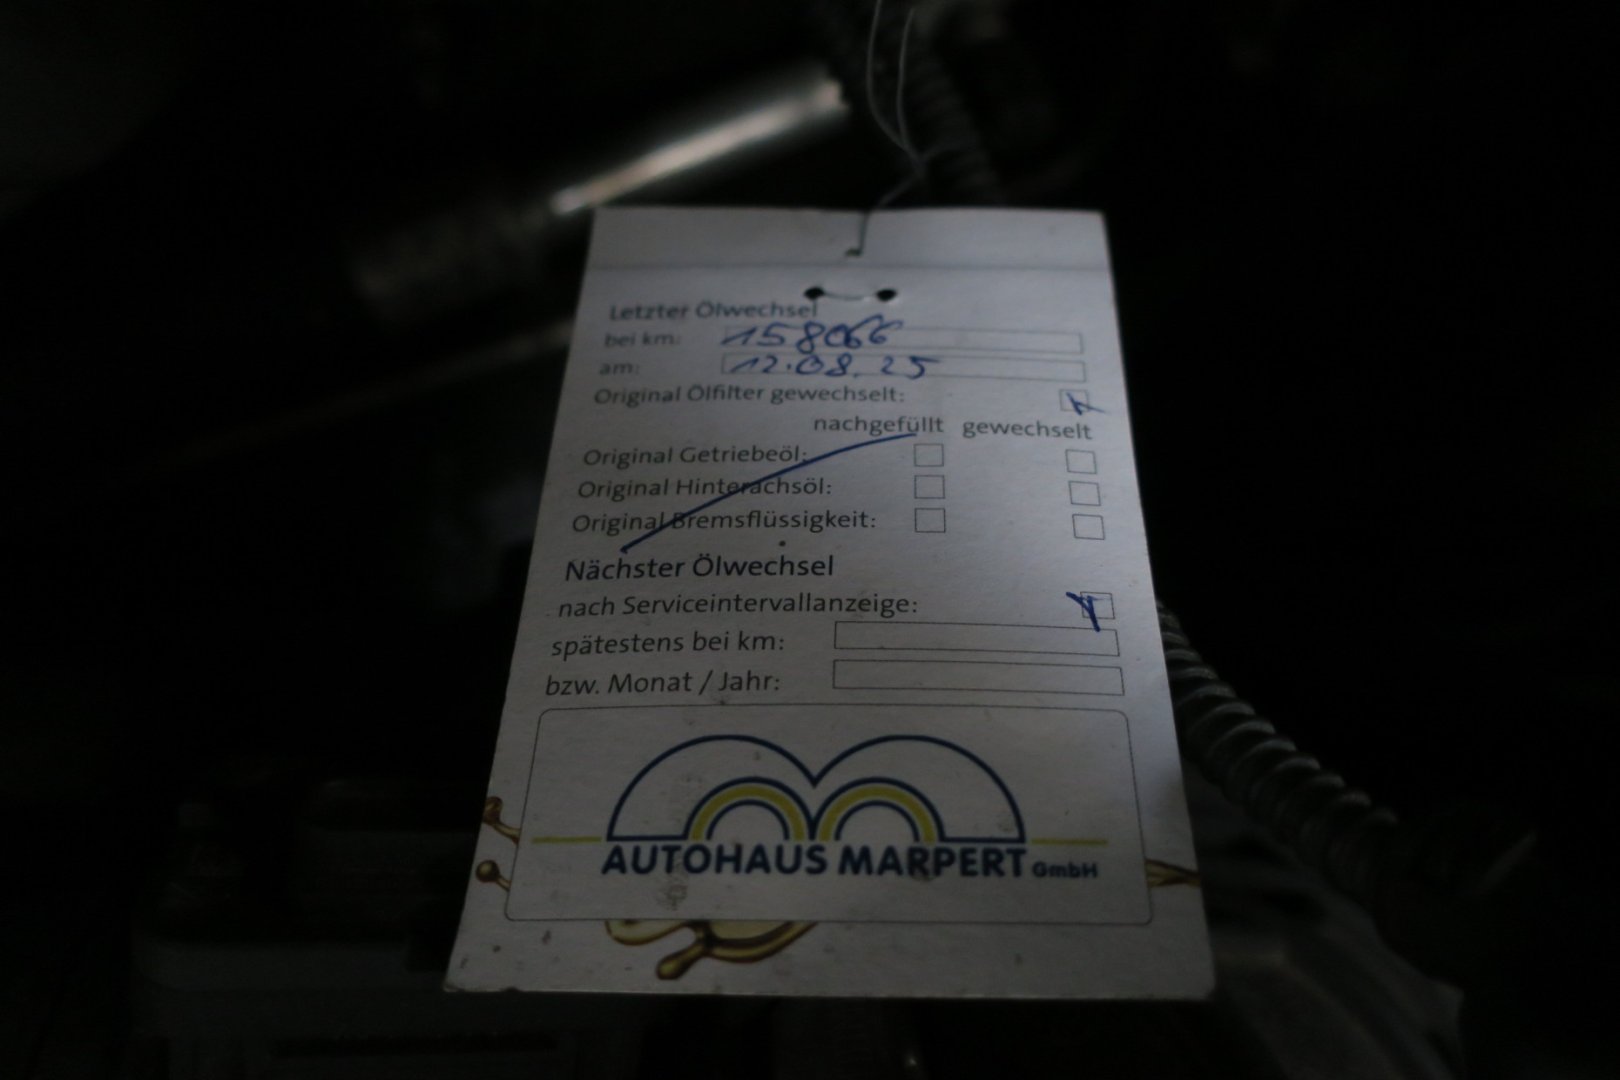 Letzter Ölwechsel
bei km: 158066
am: 12.08.25
Original Ölfilter gewechselt:
nachgefüllt gewechselt
Original Getriebeöl:
Original Hinterachsöl:
Original Bremsflüssigkeit:
Nächster Ölwechsel
nach Serviceintervallanzeige:
spätestens bei km:
bzw. Monat / Jahr:
AUTOHAUS MARPERT GmbH